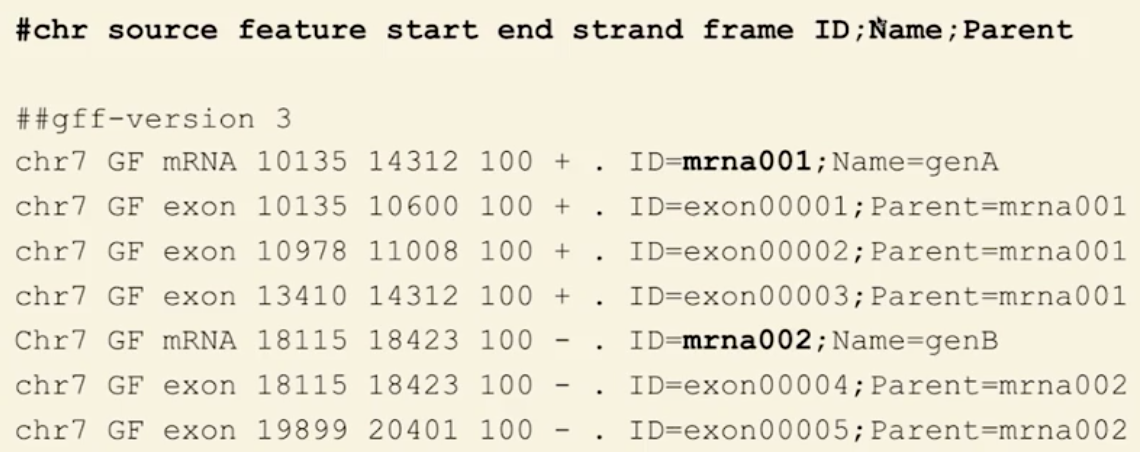 #chr source feature start end strand frame ID;Name;Parent
##gff-version 3
chr7 GF mRNA 10135 14312 100 + . ID=mrna001;Name=genA
chr7 GF exon 10135 10600 100 + . ID=exon00001;Parent=mrna001
chr7 GF exon 10978 11008 100 + . ID=exon00002;Parent=mrna001
chr7 GF exon 13410 14312 100 + . ID=exon00003;Parent=mrna001
Chr7 GF mRNA 18115 18423 100 - . ID=mrna002;Name=genB
chr7 GF exon 18115 18423 100 - . ID=exon00004;Parent=mrna002
chr7 GF exon 19899 20401 100 - . ID=exon00005;Parent=mrna002